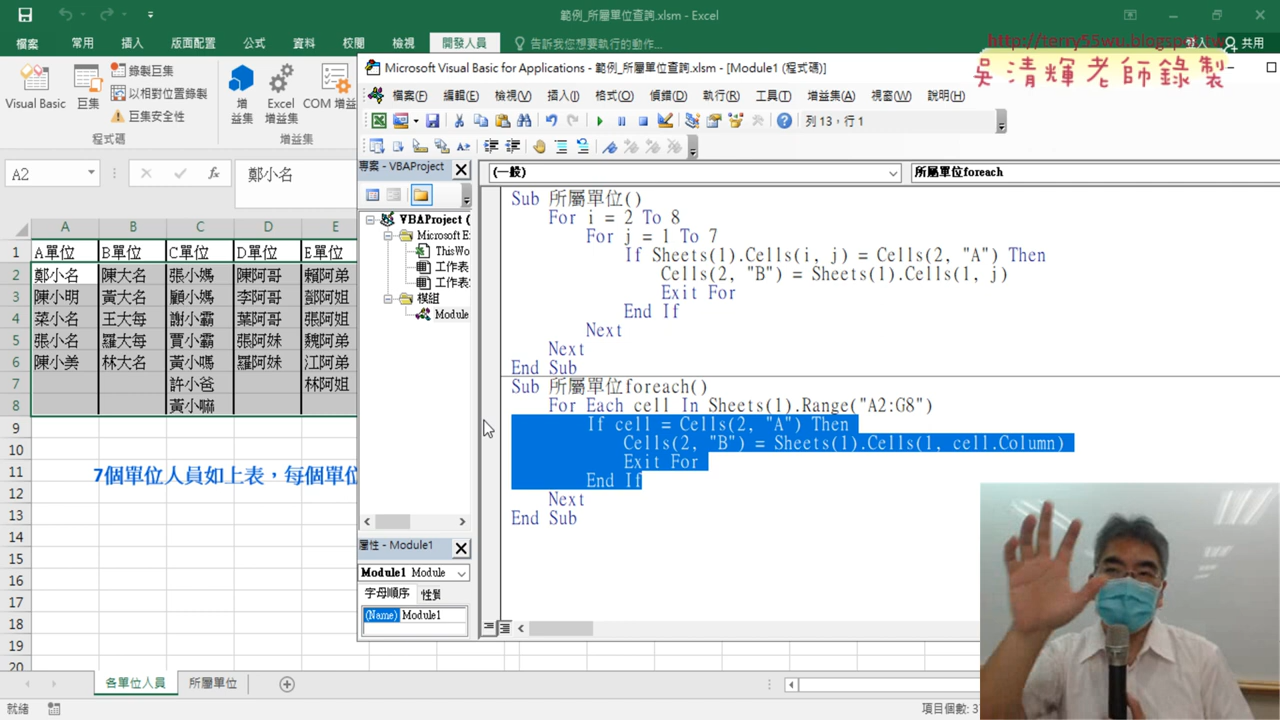 範例_所屬單位查詢.xlsm - Excel
http://terry55wu.blogspot.tw
吳清輝老師錄製
檔案 常用 插入 版面配置 公式 資料 校閱 檢視 開發人員 告訴我您想要執行的動作... 登入 共用
Visual Basic 巨集 錄製巨集 以相對位置錄製 巨集安全性 程式碼
增益集 Excel 增益集 COM 增益 增益集
A2 fx 鄭小名
A B C D E
1 A單位 B單位 C單位 D單位 E單位
2 鄭小名 陳大名 張小媽 陳阿哥 賴阿弟
3 陳小明 黃大名 顧小媽 李阿哥 鄧阿姐
4 菜小名 王大每 謝小霸 葉阿哥 張阿姐
5 張小名 羅大每 賈小霸 張阿妹 魏阿弟
6 陳小美 林大名 黃小嗎 羅阿妹 江阿弟
7 許小爸 林阿姐
8 黃小嘛
9
10
11 7個單位人員如上表，每個單位
12
13
14
15
16
17
18
19
20
各單位人員 所屬單位
就緒
項目個數: 3
Microsoft Visual Basic for Applications - 範例_所屬單位查詢.xlsm - [Module1 (程式碼)]
檔案(F) 編輯(E) 檢視(V) 插入(I) 格式(O) 偵錯(D) 執行(R) 工具(T) 增益集(A) 視窗(W) 說明(H)
列 13，行 1
專案 - VBAProject
VBAProject (
Microsoft E
ThisWo
工作表
工作表
模組
Module
屬性 - Module1
Module1 Module
字母順序 性質
(Name) Module1
(一般) 所屬單位foreach
Sub 所屬單位()
For i = 2 To 8
For j = 1 To 7
If Sheets(1).Cells(i, j) = Cells(2, "A") Then
Cells(2, "B") = Sheets(1).Cells(1, j)
Exit For
End If
Next
Next
End Sub
Sub 所屬單位foreach()
For Each cell In Sheets(1).Range("A2:G8")
If cell = Cells(2, "A") Then
Cells(2, "B") = Sheets(1).Cells(1, cell.Column)
Exit For
End If
Next
End Sub